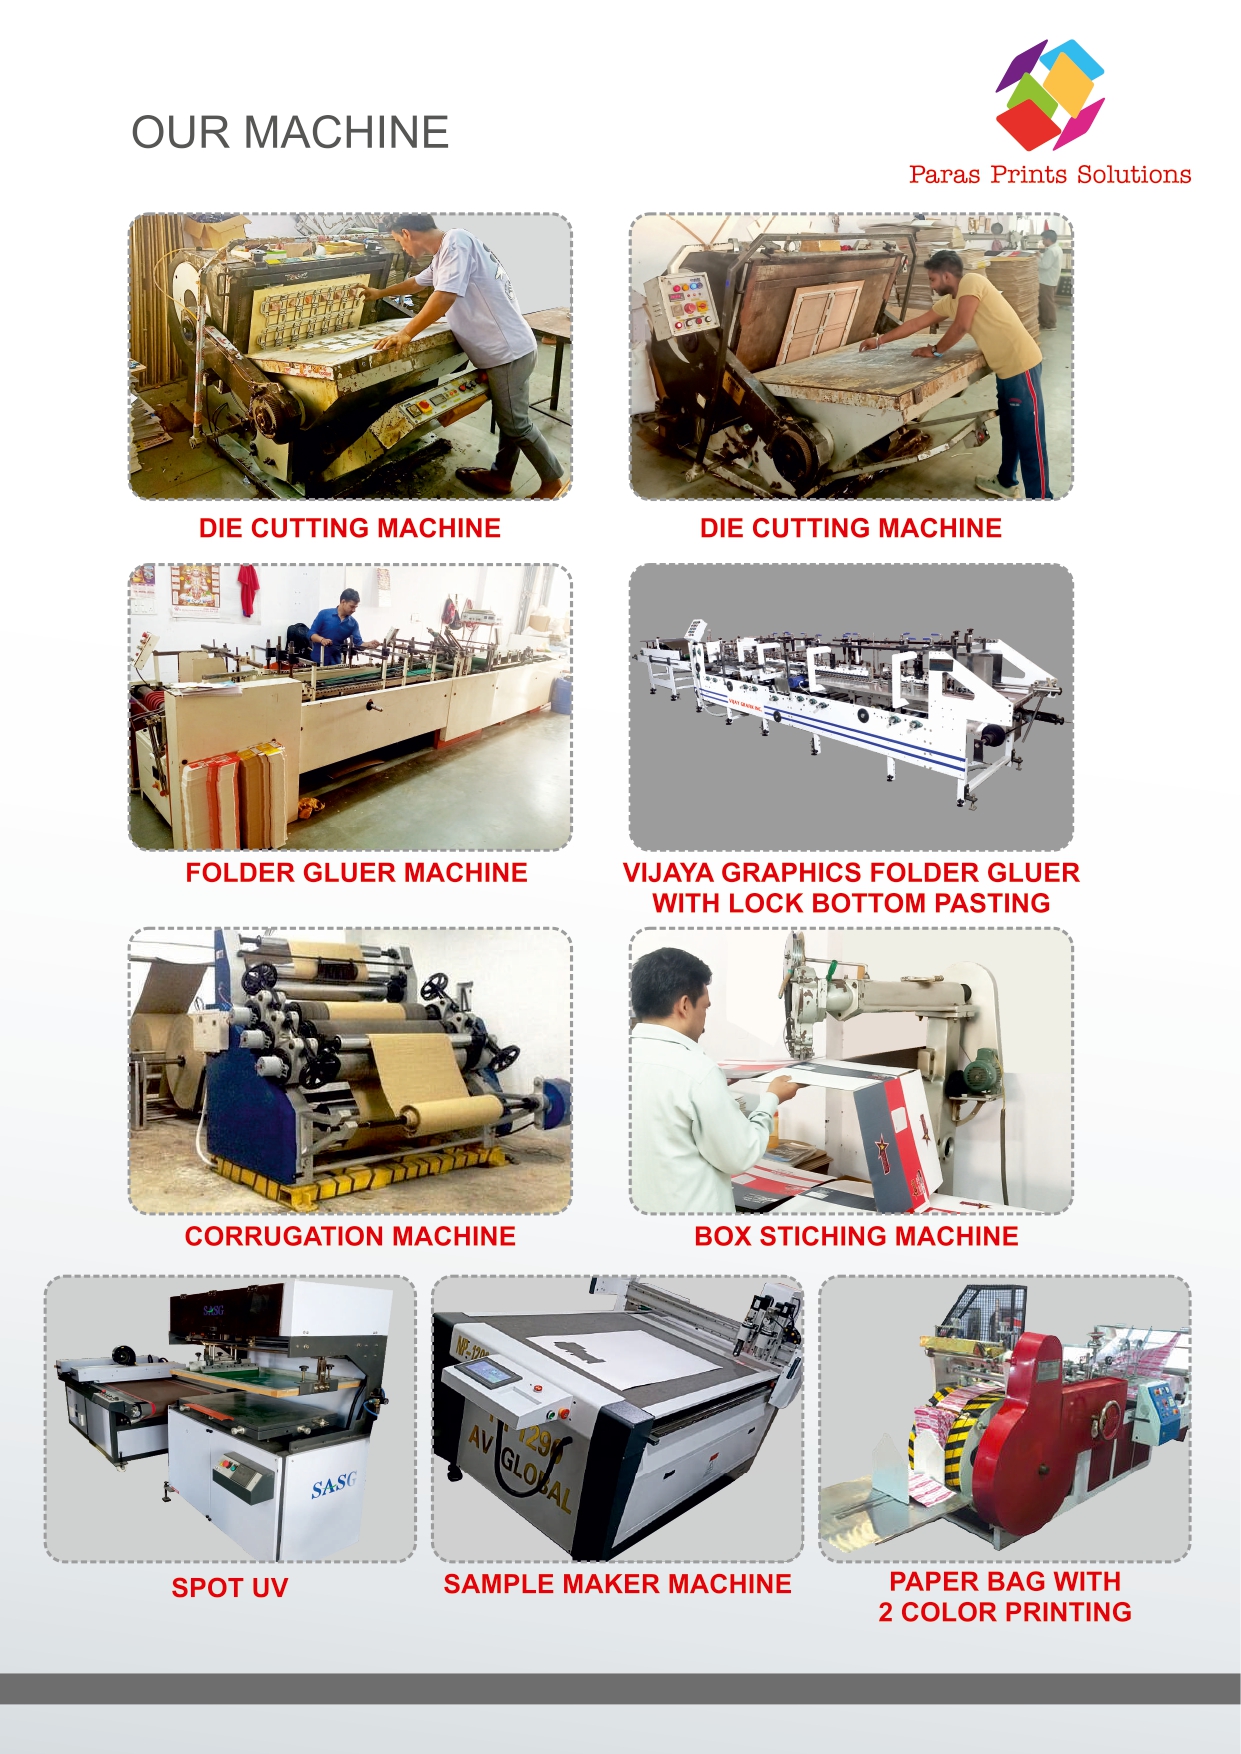 OUR MACHINE
Paras Prints Solutions
DIE CUTTING MACHINE
DIE CUTTING MACHINE
FOLDER GLUER MACHINE
VIJAYA GRAPHICS FOLDER GLUER
WITH LOCK BOTTOM PASTING
CORRUGATION MACHINE
BOX STICHING MACHINE
SASG
SASG
AV GLOBAL
SPOT UV
SAMPLE MAKER MACHINE
PAPER BAG WITH
2 COLOR PRINTING